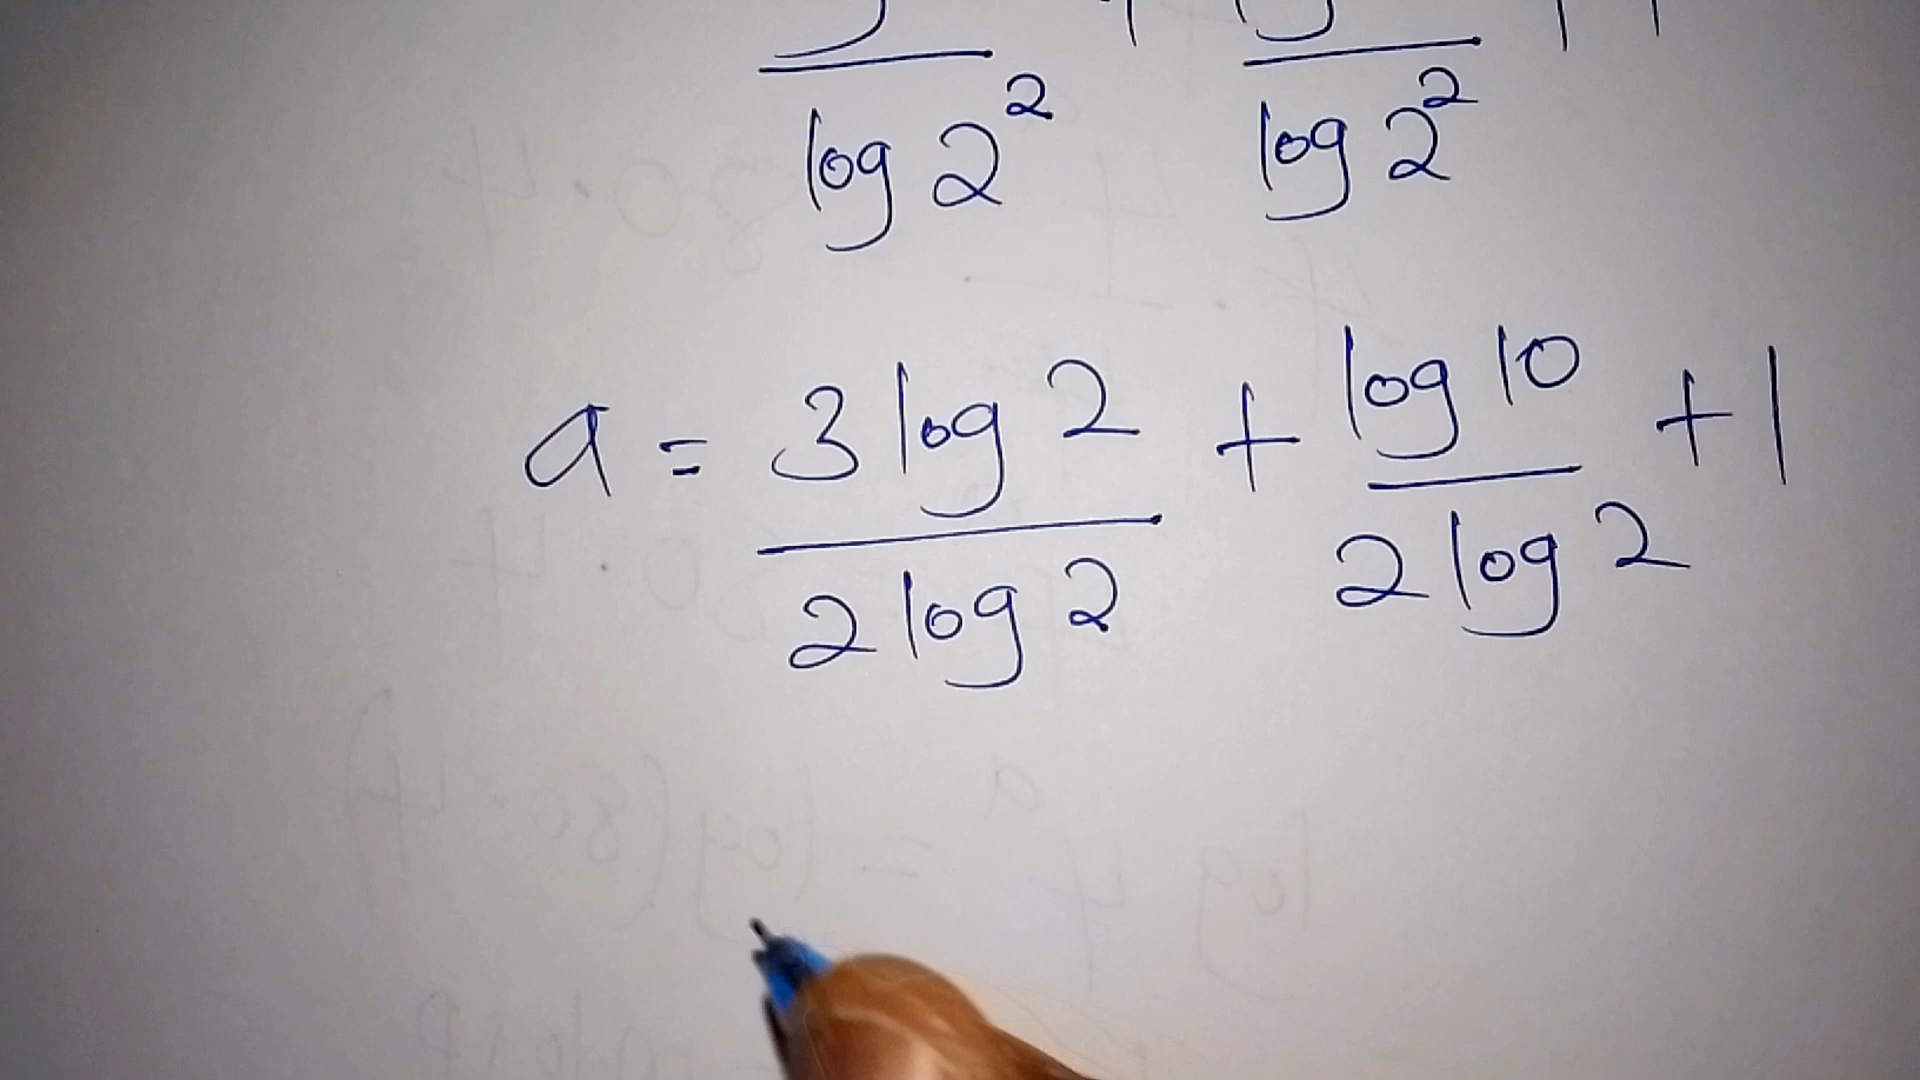 log 2² log 2²
a = 3 log 2 / 2 log 2 + log 10 / 2 log 2 + 1